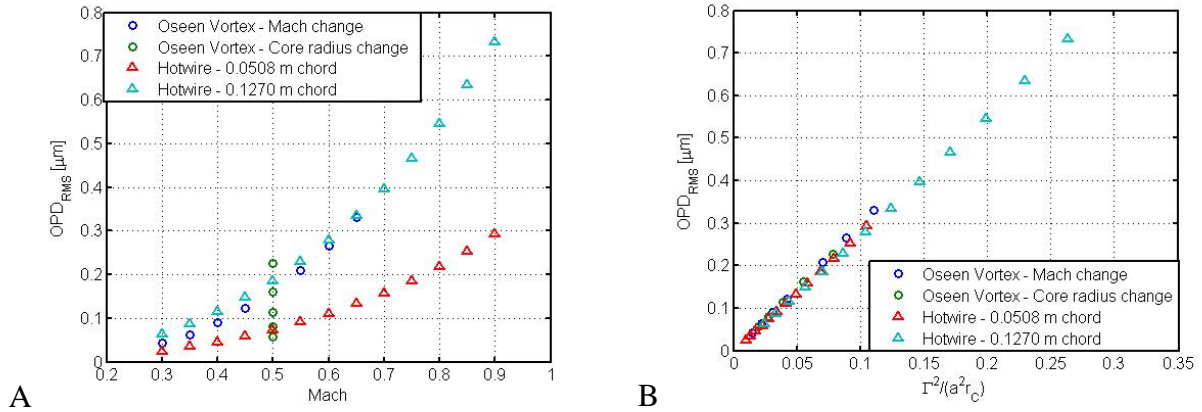 0.8
0.7
0.6
0.5
0.4
0.3
0.2
0.1
0
OPD_RMS [μm]
Oseen Vortex - Mach change
Oseen Vortex - Core radius change
Hotwire - 0.0508 m chord
Hotwire - 0.1270 m chord
0.2 0.3 0.4 0.5 0.6 0.7 0.8 0.9 1
Mach
A
0.8
0.7
0.6
0.5
0.4
0.3
0.2
0.1
0
OPD_RMS [μm]
Oseen Vortex - Mach change
Oseen Vortex - Core radius change
Hotwire - 0.0508 m chord
Hotwire - 0.1270 m chord
0 0.05 0.1 0.15 0.2 0.25 0.3 0.35
Γ²/(a²r_C)
B